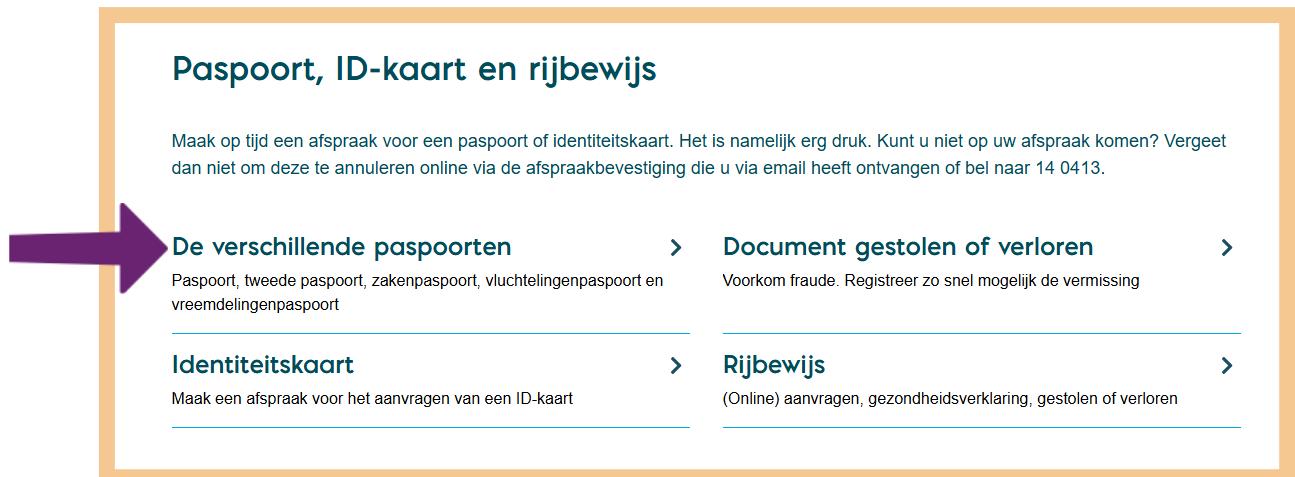 Paspoort, ID-kaart en rijbewijs
Maak op tijd een afspraak voor een paspoort of identiteitskaart. Het is namelijk erg druk. Kunt u niet op uw afspraak komen? Vergeet
dan niet om deze te annuleren online via de afspraakbevestiging die u via email heeft ontvangen of bel naar 14 0413.
De verschillende paspoorten
Paspoort, tweede paspoort, zakenpaspoort, vluchtelingenpaspoort en
vreemdelingenpaspoort
Document gestolen of verloren
Voorkom fraude. Registreer zo snel mogelijk de vermissing
Identiteitskaart
Maak een afspraak voor het aanvragen van een ID-kaart
Rijbewijs
(Online) aanvragen, gezondheidsverklaring, gestolen of verloren